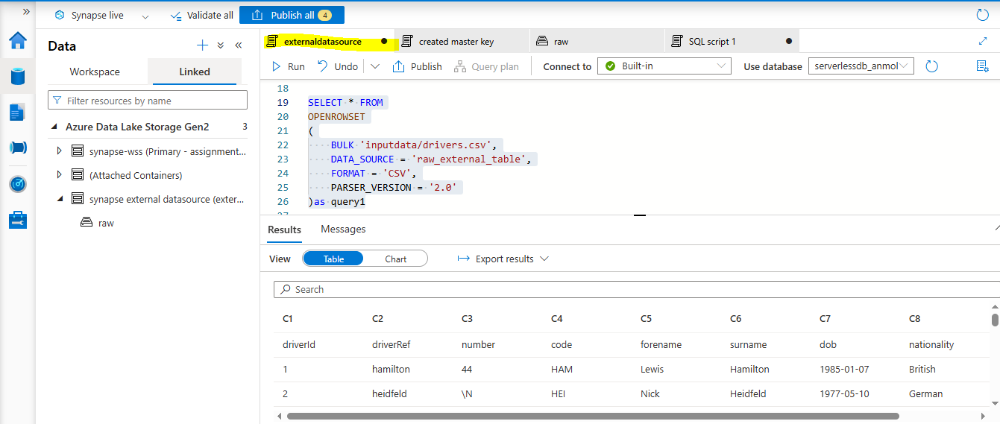 Synapse live Validate all Publish all 4
Data
Workspace Linked
Filter resources by name
Azure Data Lake Storage Gen2 3
synapse-wss (Primary - assignment...
(Attached Containers)
synapse external datasource (exter...
raw
externaldatasource created master key raw SQL script 1
Run Undo Publish Query plan Connect to Built-in Use database serverlessdb_anmol
18
19 SELECT * FROM
20 OPENROWSET
21 (
22 BULK 'inputdata/drivers.csv',
23 DATA_SOURCE = 'raw_external_table',
24 FORMAT = 'CSV',
25 PARSER_VERSION = '2.0'
26 )as query1
Results Messages
View Table Chart Export results
Search
C1 C2 C3 C4 C5 C6 C7 C8
driverId driverRef number code forename surname dob nationality
1 hamilton 44 HAM Lewis Hamilton 1985-01-07 British
2 heidfeld \N HEI Nick Heidfeld 1977-05-10 German